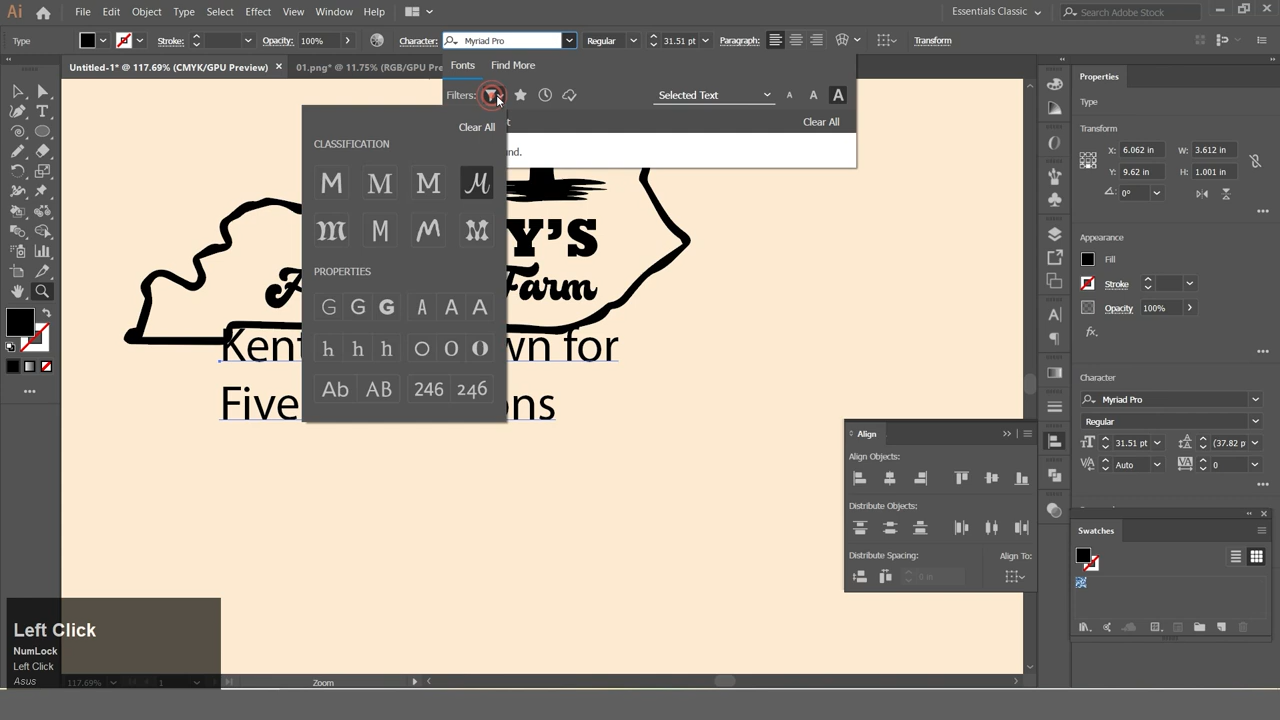 Ai File Edit Object Type Select Effect View Window Help Essentials Classic Search Adobe Stock
Type Stroke: Opacity: 100% Character: Myriad Pro Regular 31.51 pt Paragraph:
Untitled-1* @ 117.69% (CMYK/GPU Preview) × 01.png* @ 11.75% (RGB/GPU Pr
Fonts Find More
Filters: Selected Text A A A
Clear All
Clear All
CLASSIFICATION
M M M M
M M M M
PROPERTIES
G G G A A A
h h h O O O
Ab AB 246 246
Y'S
Farm
Kent wn for
Five ns
Properties
Type
Transform
X: 6.062 in W: 3.612 in
Y: 9.62 in H: 1.001 in
0°
Appearance
Fill
Stroke
Opacity 100%
fx.
Character
Myriad Pro
Regular
31.51 pt (37.82 p
Auto 0
Align
Align Objects:
Distribute Objects:
Distribute Spacing: Align To:
0 in
Swatches
Left Click
NumLock
Left Click
Asus
117.69% 1 Zoom